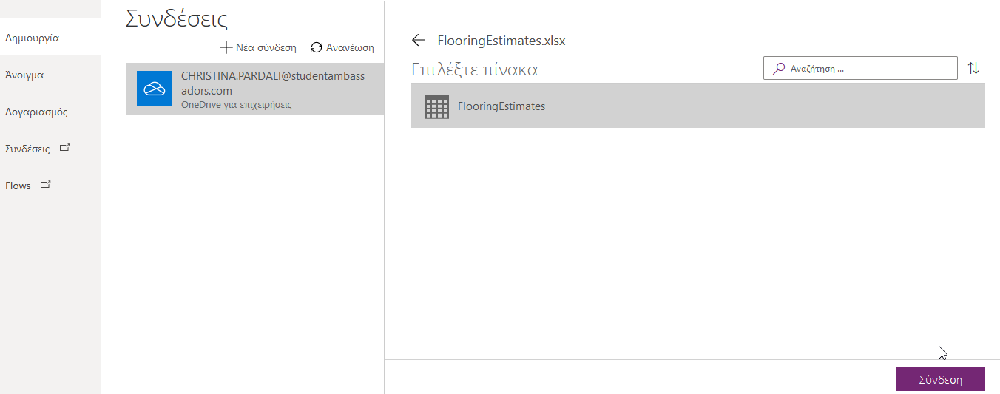 Δημιουργία
Άνοιγμα
Λογαριασμός
Συνδέσεις
Flows
Συνδέσεις
Νέα σύνδεση
Ανανέωση
CHRISTINA.PARDALI@studentambass
adors.com
OneDrive για επιχειρήσεις
FlooringEstimates.xlsx
Επιλέξτε πίνακα
Αναζήτηση ...
FlooringEstimates
Σύνδεση